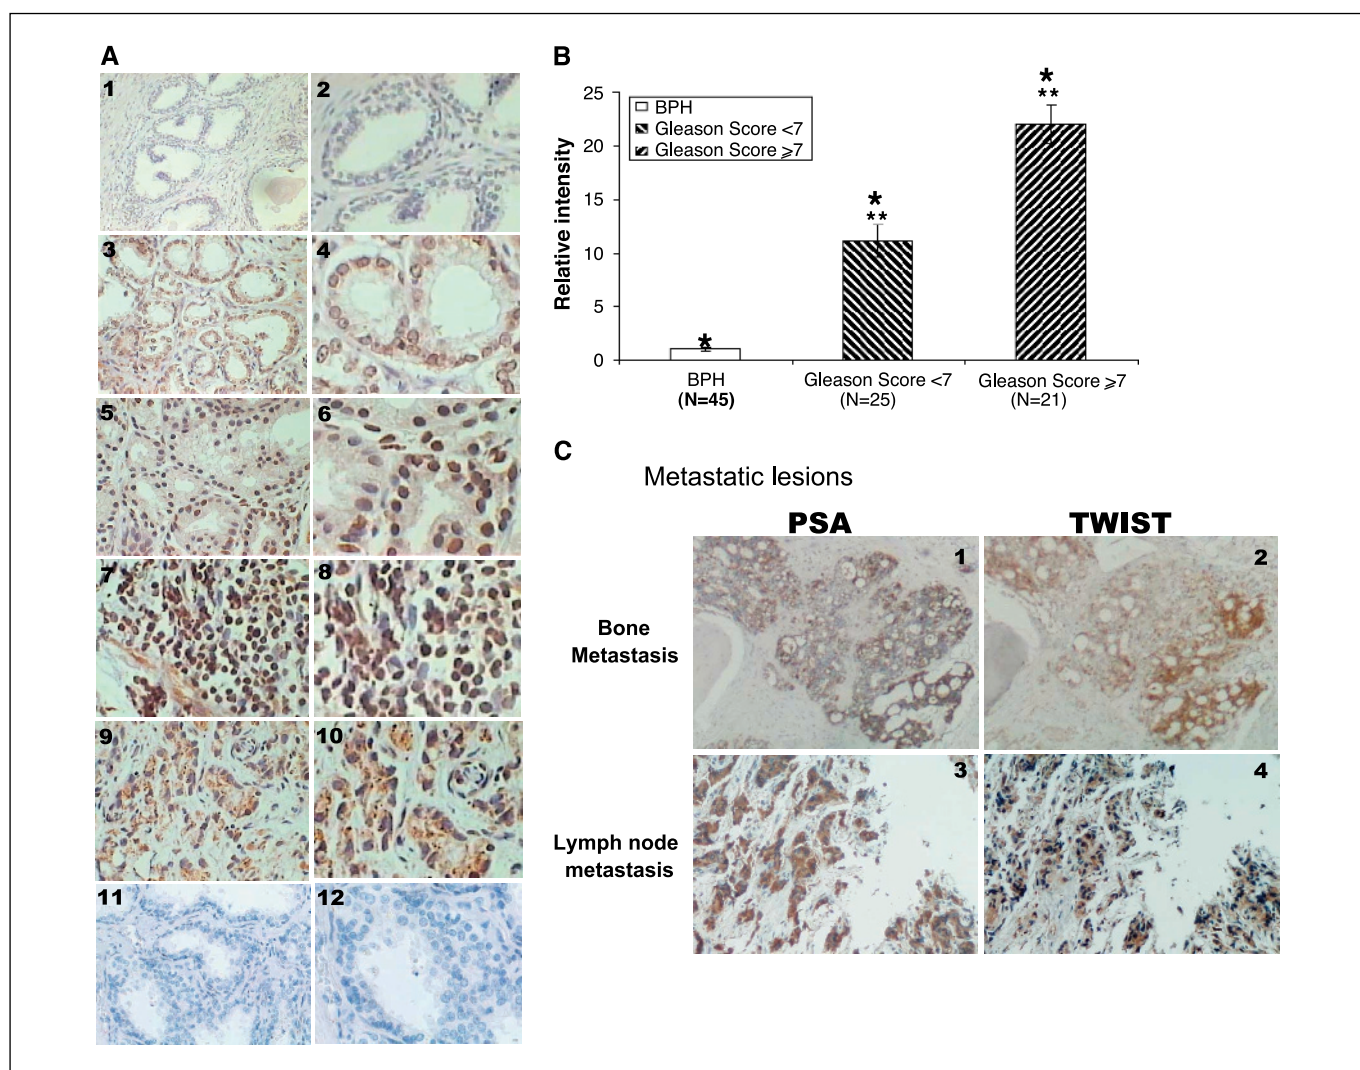 A
1
2
3
4
5
6
7
8
9
10
11
12
B
Relative intensity
25
20
15
10
5
0
BPH
Gleason Score <7
Gleason Score ⩾7
*
*
**
*
**
BPH
(N=45)
Gleason Score <7
(N=25)
Gleason Score ⩾7
(N=21)
C
Metastatic lesions
PSA
TWIST
Bone
Metastasis
1
2
Lymph node
metastasis
3
4